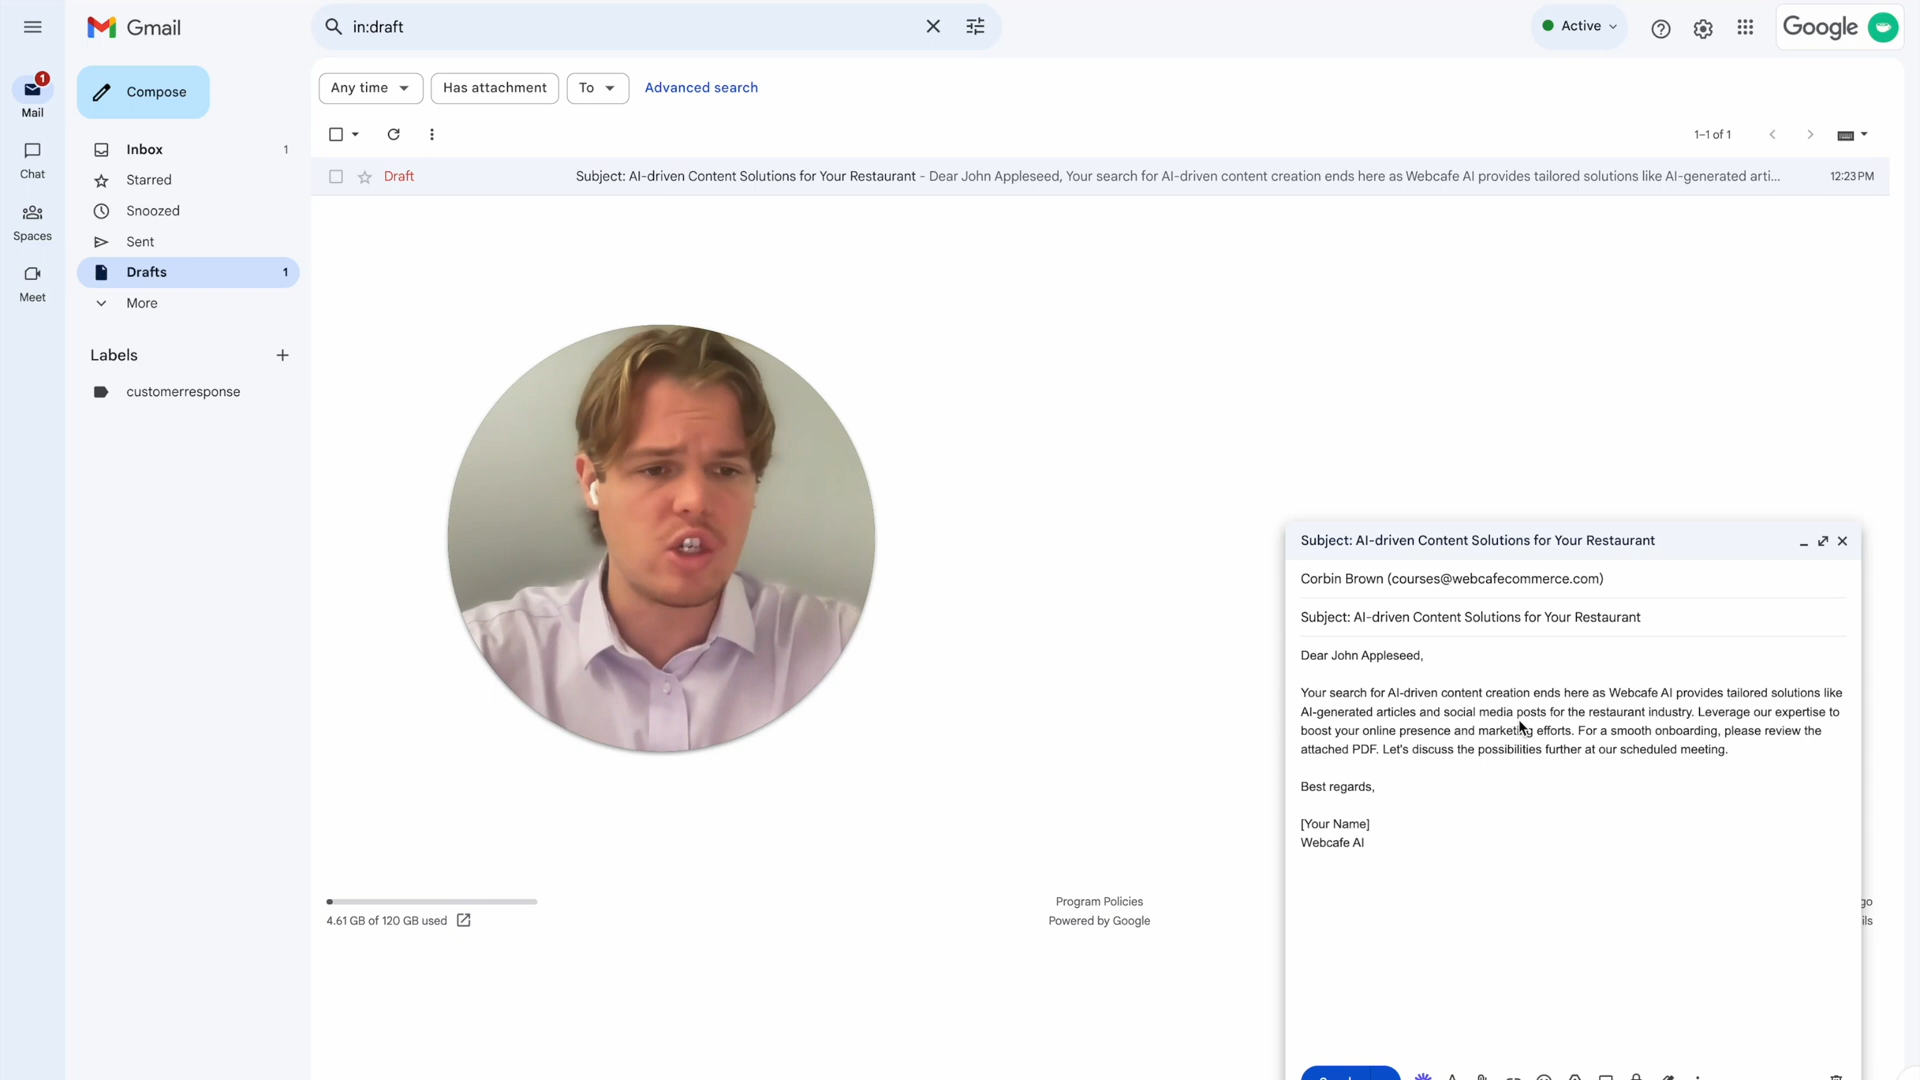 Gmail
in:draft
Active
Google
1
Mail
Chat
Spaces
Meet
Compose
Inbox 1
Starred
Snoozed
Sent
Drafts 1
More
Labels
customerresponse
Any time
Has attachment
To
Advanced search
1–1 of 1
Draft
Subject: AI-driven Content Solutions for Your Restaurant - Dear John Appleseed, Your search for AI-driven content creation ends here as Webcafe AI provides tailored solutions like AI-generated arti...
12:23 PM
4.61 GB of 120 GB used
Program Policies
Powered by Google
Subject: AI-driven Content Solutions for Your Restaurant
Corbin Brown (courses@webcafecommerce.com)
Subject: AI-driven Content Solutions for Your Restaurant
Dear John Appleseed,
Your search for AI-driven content creation ends here as Webcafe AI provides tailored solutions like
AI-generated articles and social media posts for the restaurant industry. Leverage our expertise to
boost your online presence and marketing efforts. For a smooth onboarding, please review the
attached PDF. Let's discuss the possibilities further at our scheduled meeting.
Best regards,
[Your Name]
Webcafe AI